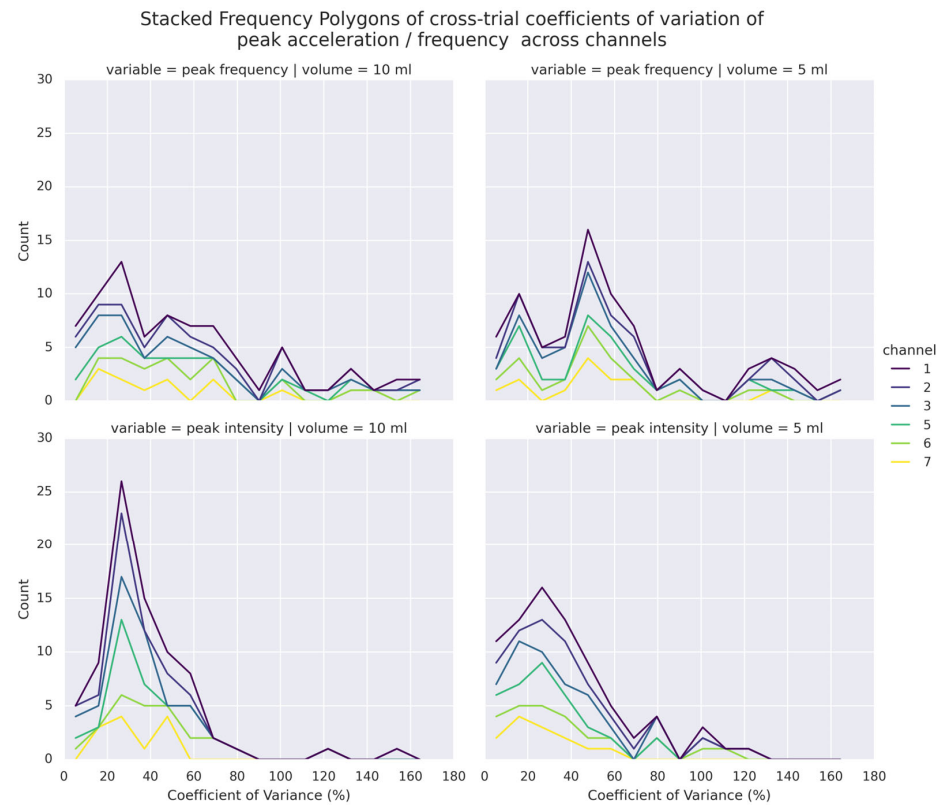 Stacked Frequency Polygons of cross-trial coefficients of variation of
peak acceleration / frequency  across channels
variable = peak frequency | volume = 10 ml
variable = peak frequency | volume = 5 ml
30
25
20
15
10
5
0
Count
channel
1
2
3
5
6
7
variable = peak intensity | volume = 10 ml
variable = peak intensity | volume = 5 ml
30
25
20
15
10
5
0
Count
0 20 40 60 80 100 120 140 160 180
0 20 40 60 80 100 120 140 160 180
Coefficient of Variance (%)
Coefficient of Variance (%)